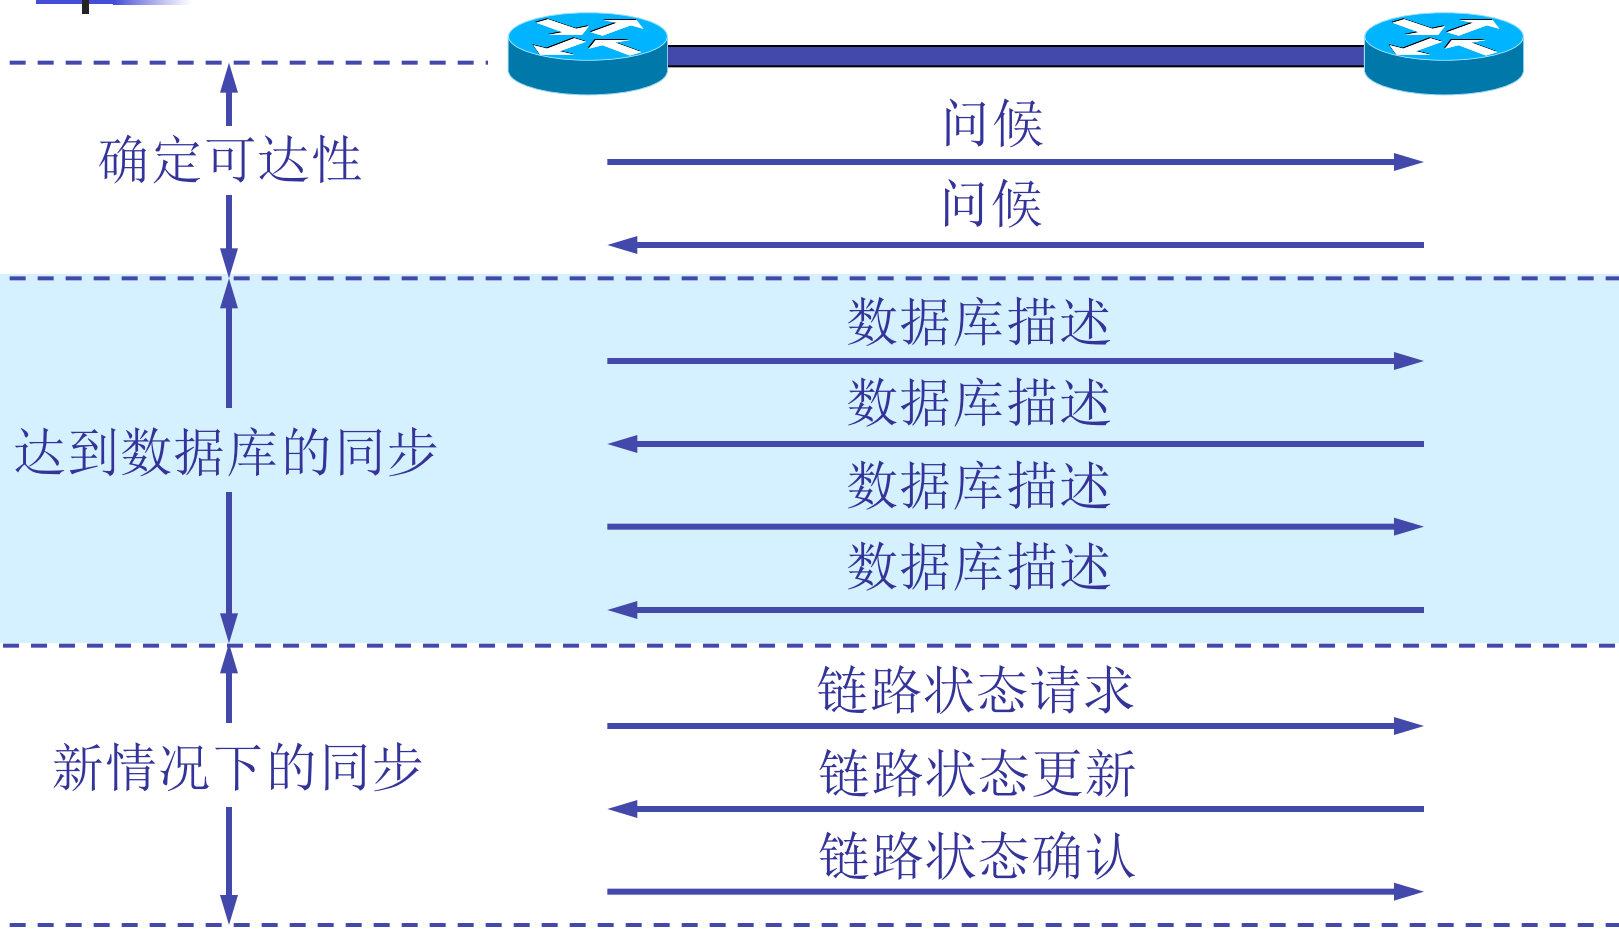 问候
确定可达性
问候
数据库描述
数据库描述
达到数据库的同步
数据库描述
数据库描述
链路状态请求
新情况下的同步
链路状态更新
链路状态确认